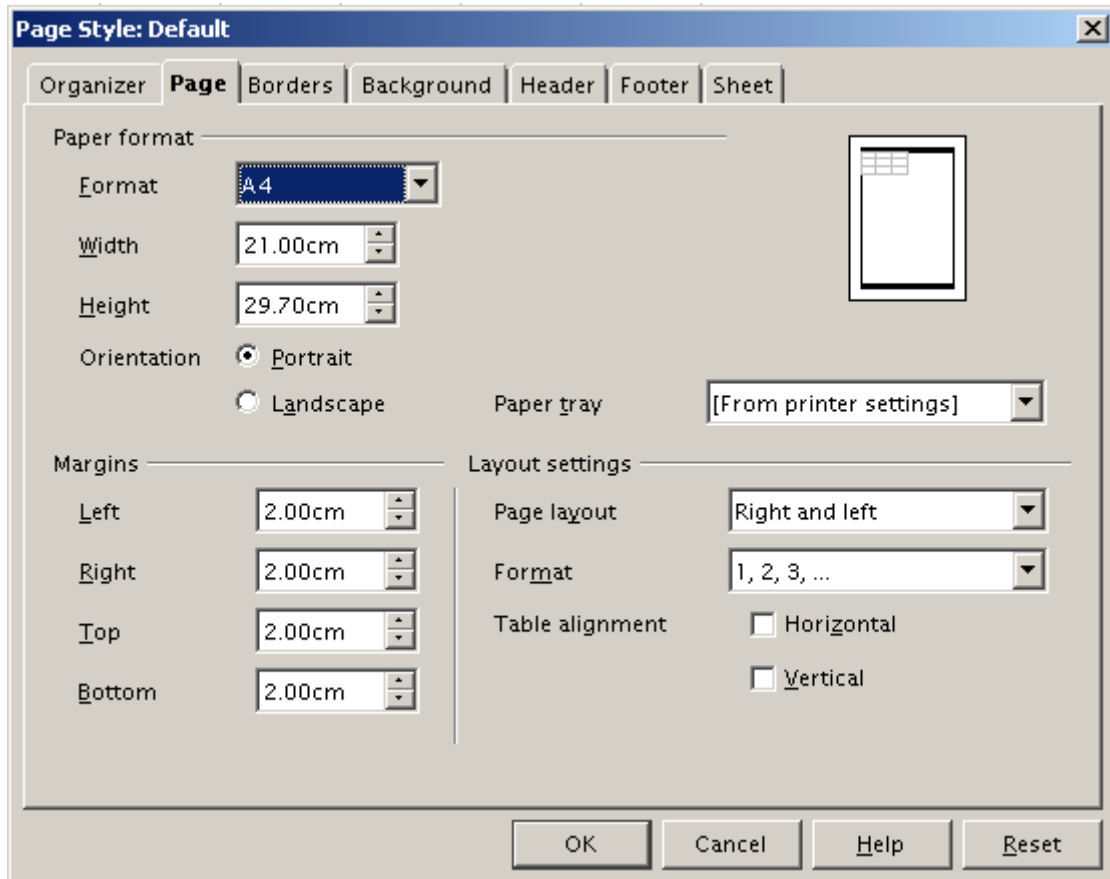 Page Style: Default
Organizer Page Borders Background Header Footer Sheet
Paper format
Format A4
Width 21.00cm
Height 29.70cm
Orientation Portrait
Landscape Paper tray [From printer settings]
Margins Layout settings
Left 2.00cm Page layout Right and left
Right 2.00cm Format 1, 2, 3, ...
Top 2.00cm Table alignment Horizontal
Bottom 2.00cm Vertical
OK Cancel Help Reset